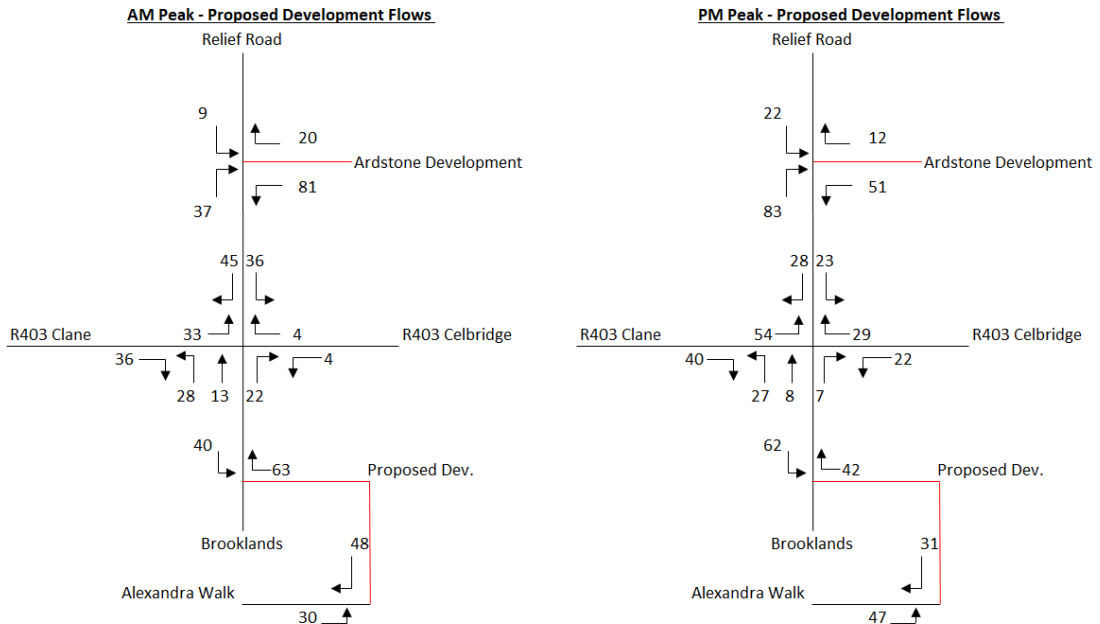 AM Peak - Proposed Development Flows
Relief Road
9
20
Ardstone Development
81
37
45 36
R403 Clane 33 4 R403 Celbridge
36 4
28 13 22
40
63 Proposed Dev.
Brooklands
48
Alexandra Walk
30
PM Peak - Proposed Development Flows
Relief Road
22
12
Ardstone Development
51
83
28 23
R403 Clane 54 29 R403 Celbridge
40 22
27 8 7
62
42 Proposed Dev.
Brooklands
31
Alexandra Walk
47